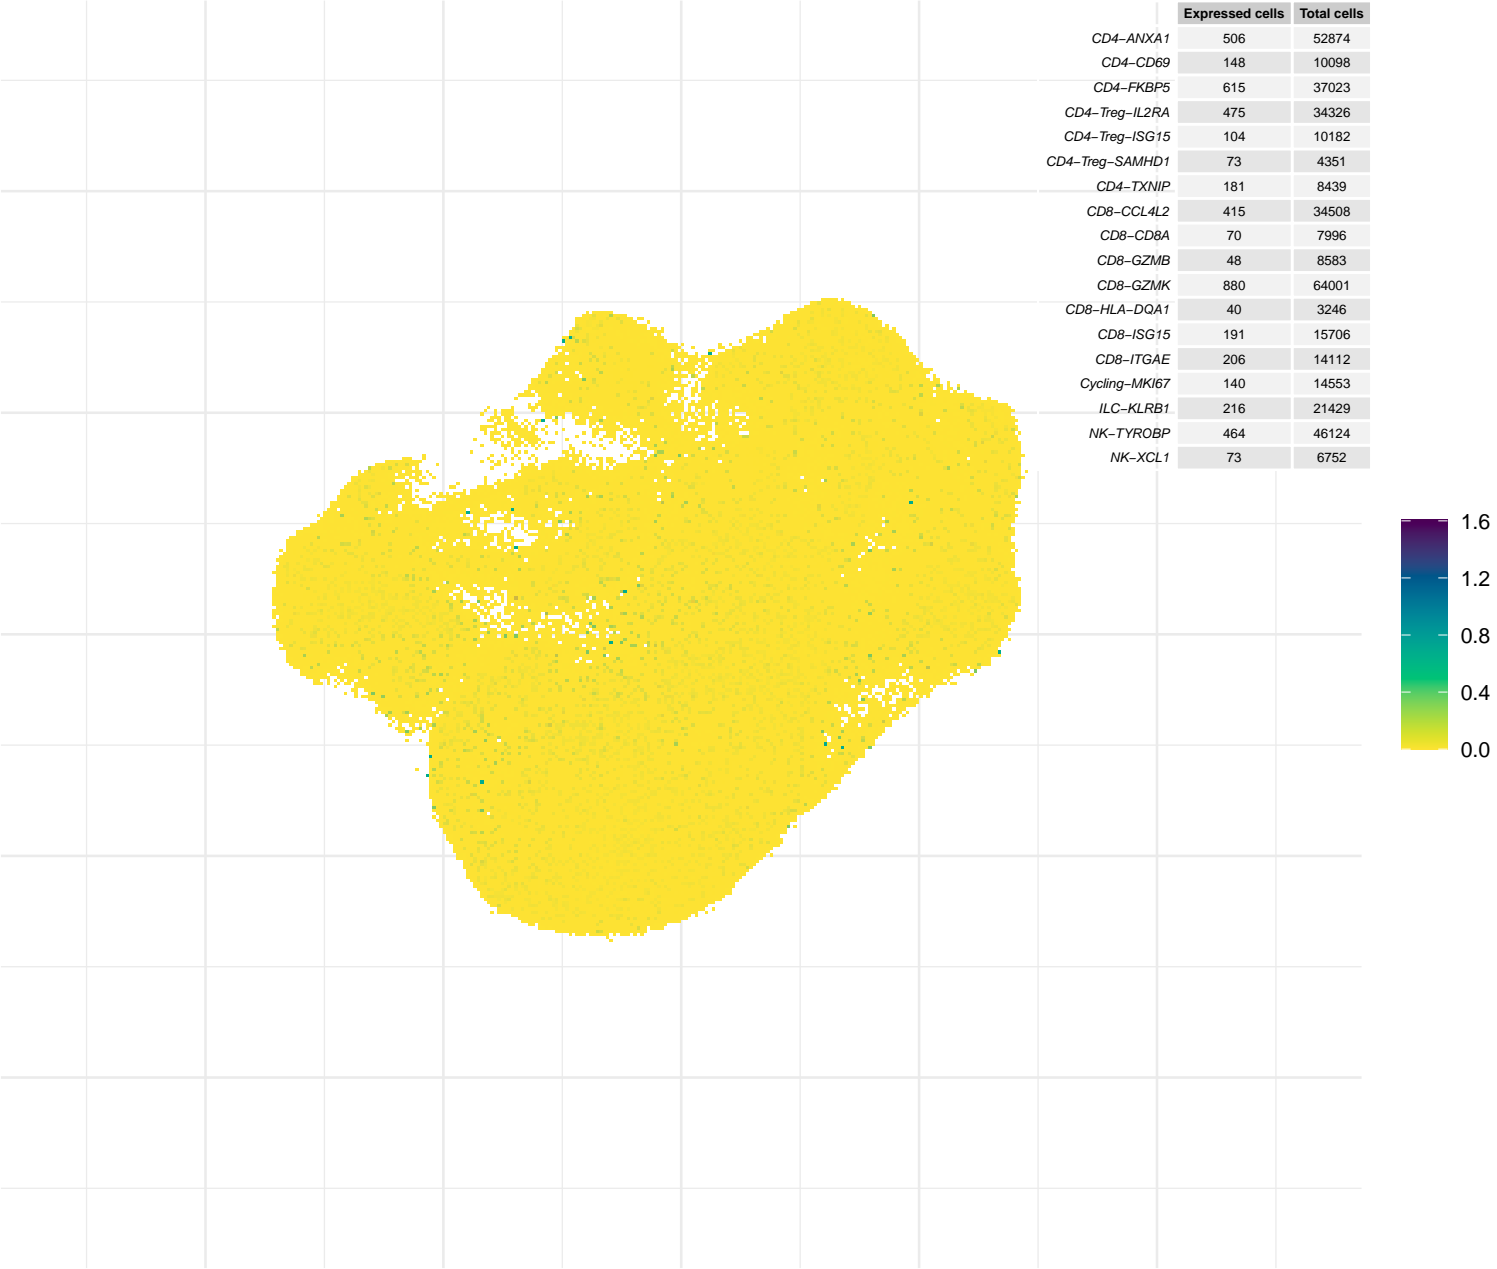 Expressed cells Total cells
CD4−ANXA1 506 52874
CD4−CD69 148 10098
CD4−FKBP5 615 37023
CD4−Treg−IL2RA 475 34326
CD4−Treg−ISG15 104 10182
CD4−Treg−SAMHD1 73 4351
CD4−TXNIP 181 8439
CD8−CCL4L2 415 34508
CD8−CD8A 70 7996
CD8−GZMB 48 8583
CD8−GZMK 880 64001
CD8−HLA−DQA1 40 3246
CD8−ISG15 191 15706
CD8−ITGAE 206 14112
Cycling−MKI67 140 14553
ILC−KLRB1 216 21429
NK−TYROBP 464 46124
NK−XCL1 73 6752
1.6
1.2
0.8
0.4
0.0